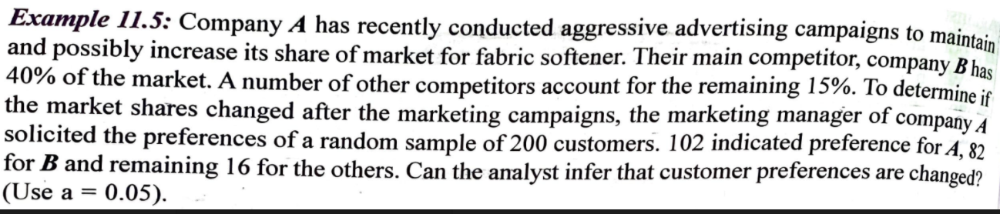 Example 11.5: Company A has recently conducted aggressive advertising campaigns to maintain
and possibly increase its share of market for fabric softener. Their main competitor, company B has
40% of the market. A number of other competitors account for the remaining 15%. To determine if
the market shares changed after the marketing campaigns, the marketing manager of company A
solicited the preferences of a random sample of 200 customers. 102 indicated preference for A, 82
for B and remaining 16 for the others. Can the analyst infer that customer preferences are changed?
(Use a = 0.05).